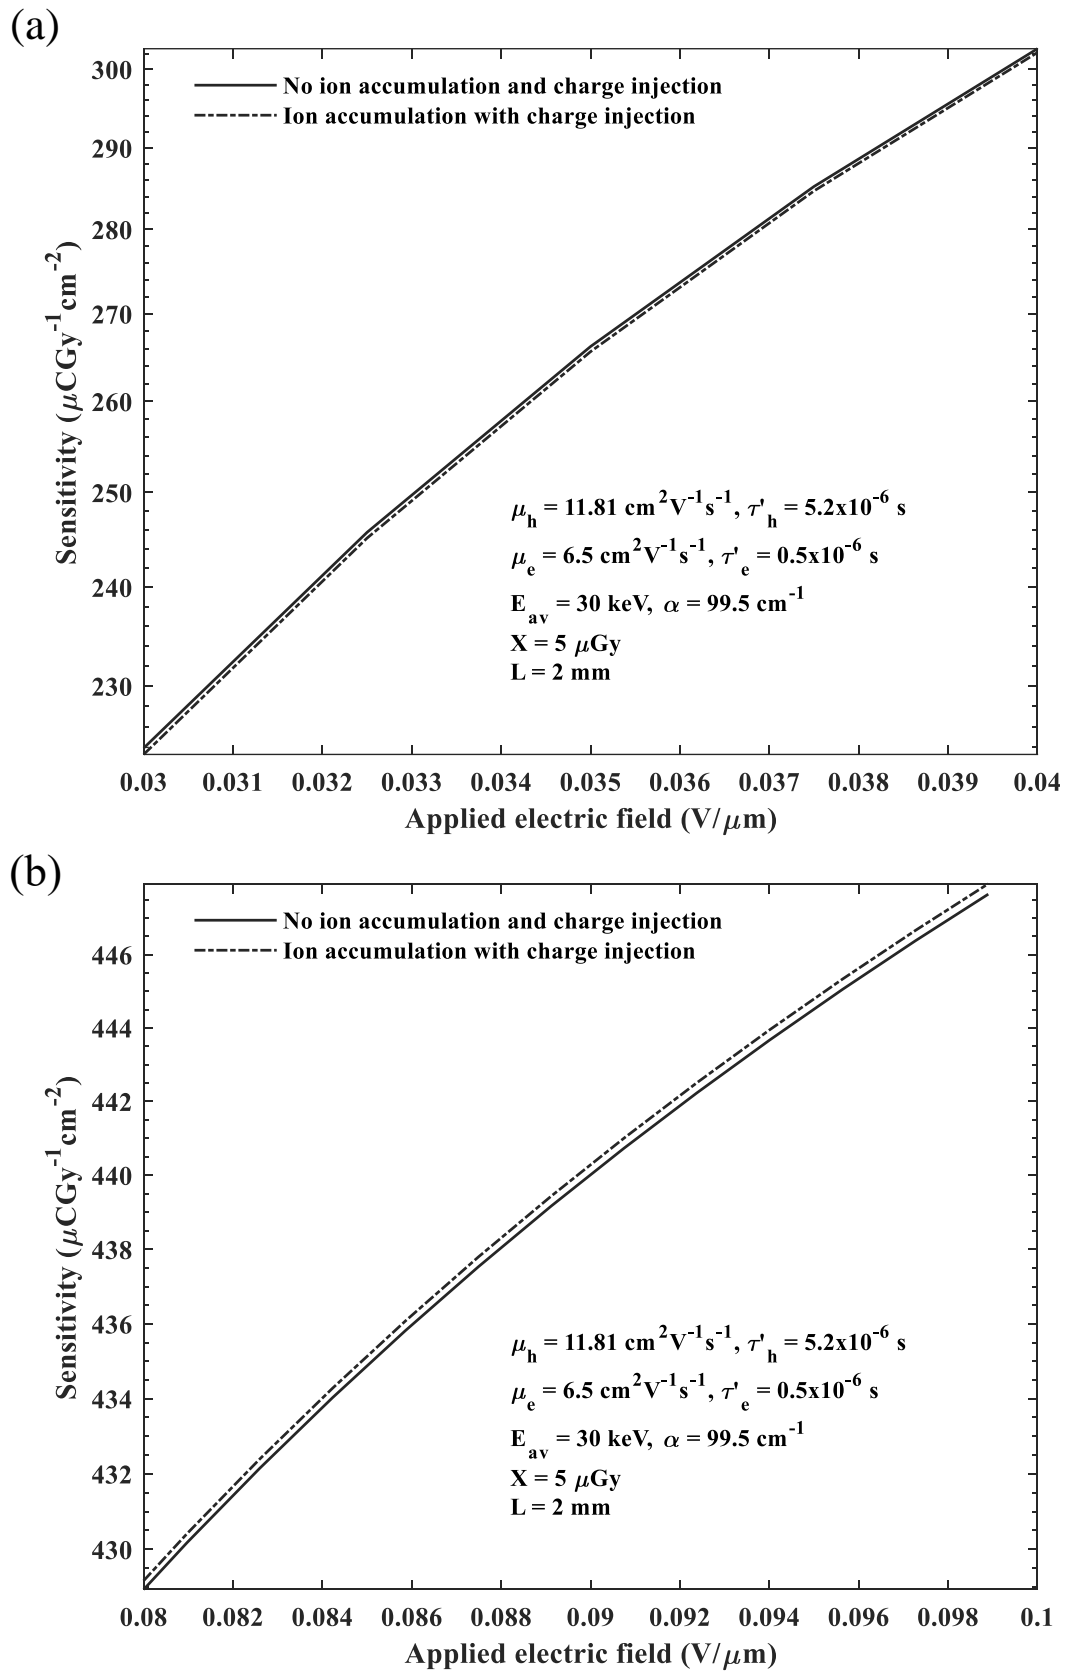 (a)
Sensitivity (μCGy⁻¹cm⁻²)
300
290
280
270
260
250
240
230
No ion accumulation and charge injection
Ion accumulation with charge injection
μₕ = 11.81 cm²V⁻¹s⁻¹, τ'ₕ = 5.2x10⁻⁶ s
μₑ = 6.5 cm²V⁻¹s⁻¹, τ'ₑ = 0.5x10⁻⁶ s
E_av = 30 keV, α = 99.5 cm⁻¹
X = 5 μGy
L = 2 mm
0.03 0.031 0.032 0.033 0.034 0.035 0.036 0.037 0.038 0.039 0.04
Applied electric field (V/μm)
(b)
Sensitivity (μCGy⁻¹cm⁻²)
446
444
442
440
438
436
434
432
430
No ion accumulation and charge injection
Ion accumulation with charge injection
μₕ = 11.81 cm²V⁻¹s⁻¹, τ'ₕ = 5.2x10⁻⁶ s
μₑ = 6.5 cm²V⁻¹s⁻¹, τ'ₑ = 0.5x10⁻⁶ s
E_av = 30 keV, α = 99.5 cm⁻¹
X = 5 μGy
L = 2 mm
0.08 0.082 0.084 0.086 0.088 0.09 0.092 0.094 0.096 0.098 0.1
Applied electric field (V/μm)